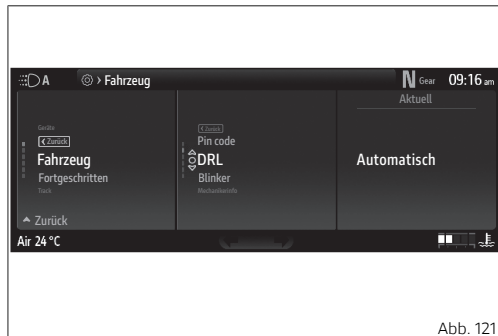 A
> Fahrzeug
N Gear 09:16 am
Geräte
Zurück
Fahrzeug
Fortgeschritten
Track
Zurück
Zurück
Pin code
DRL
Blinker
Mechanikerinfo
Aktuell
Automatisch
Air 24 °C
Abb. 121